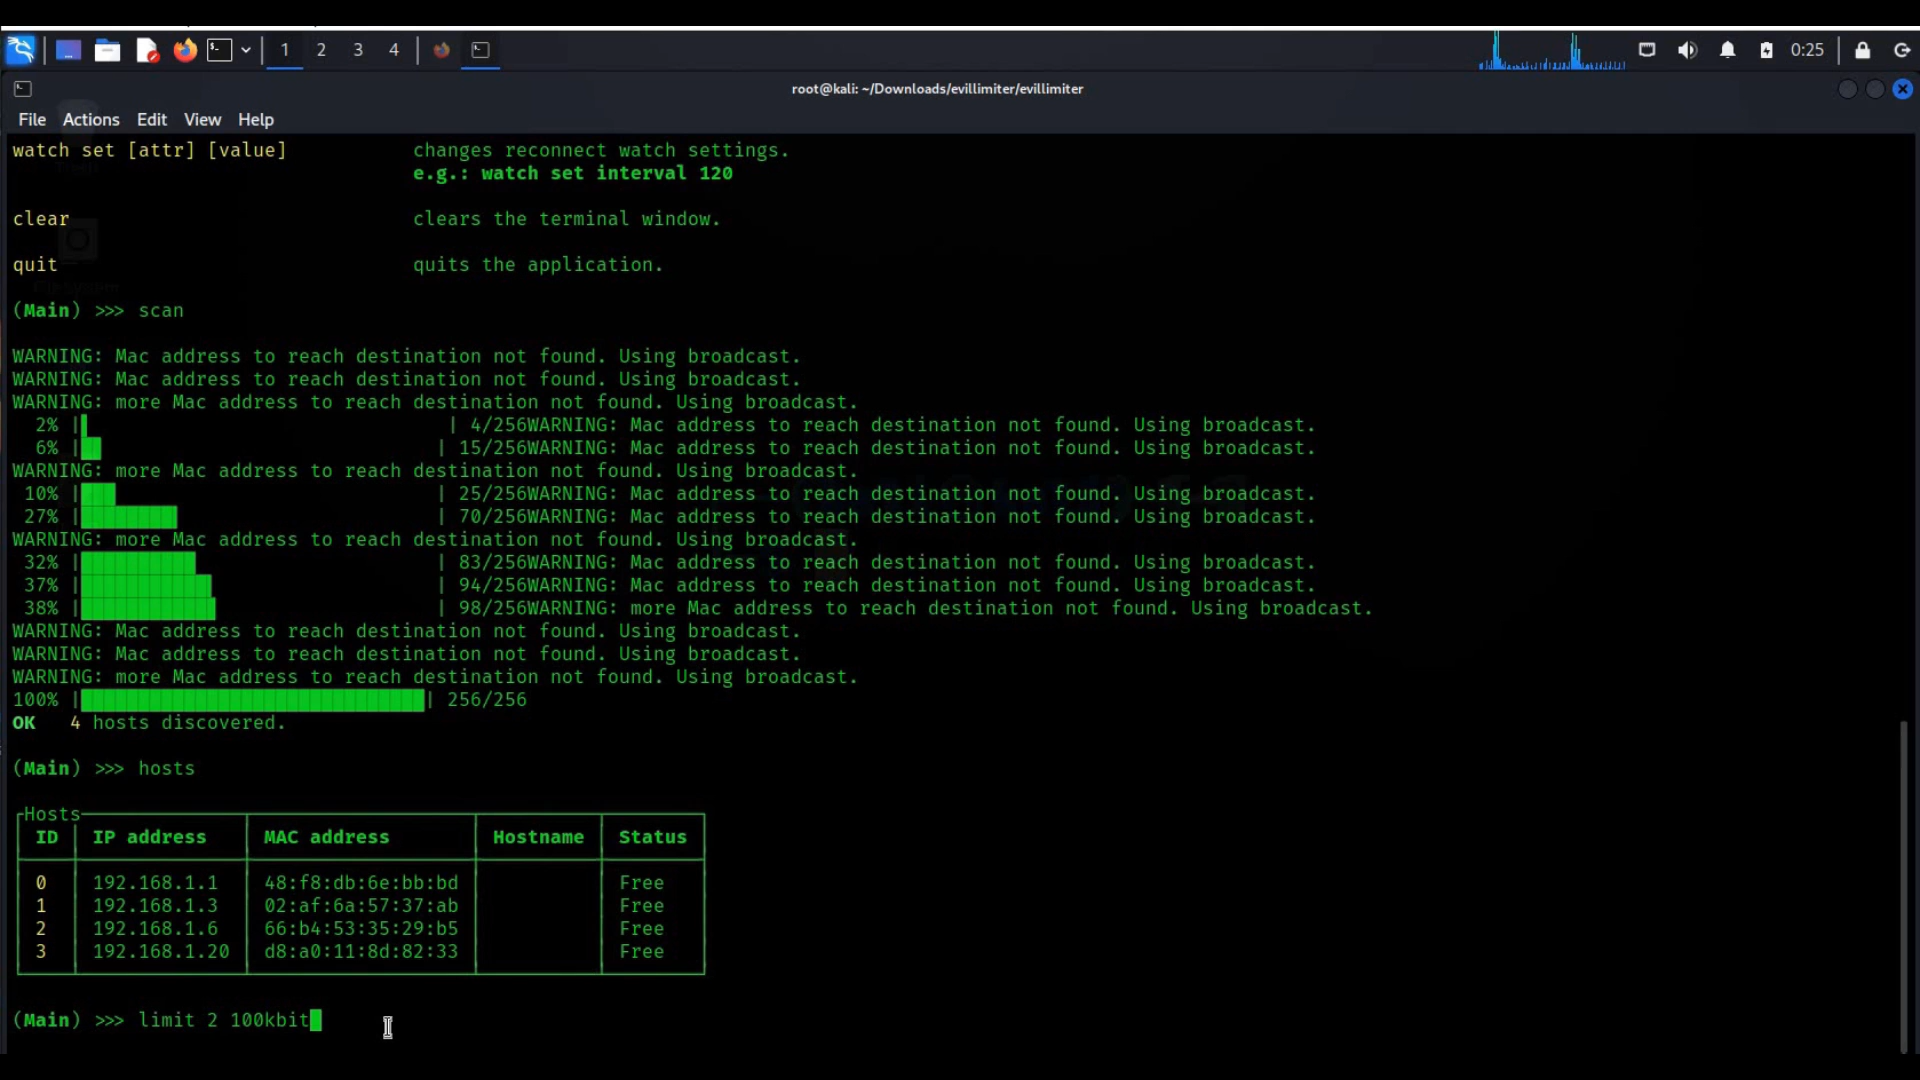 1 2 3 4 0:25
root@kali: ~/Downloads/evillimiter/evillimiter
File Actions Edit View Help
watch set [attr] [value] changes reconnect watch settings.
e.g.: watch set interval 120
clear clears the terminal window.
quit quits the application.
(Main) >>> scan
WARNING: Mac address to reach destination not found. Using broadcast.
WARNING: Mac address to reach destination not found. Using broadcast.
WARNING: more Mac address to reach destination not found. Using broadcast.
2% | | 4/256WARNING: Mac address to reach destination not found. Using broadcast.
6% | | 15/256WARNING: Mac address to reach destination not found. Using broadcast.
WARNING: more Mac address to reach destination not found. Using broadcast.
10% | | 25/256WARNING: Mac address to reach destination not found. Using broadcast.
27% | | 70/256WARNING: Mac address to reach destination not found. Using broadcast.
WARNING: more Mac address to reach destination not found. Using broadcast.
32% | | 83/256WARNING: Mac address to reach destination not found. Using broadcast.
37% | | 94/256WARNING: Mac address to reach destination not found. Using broadcast.
38% | | 98/256WARNING: more Mac address to reach destination not found. Using broadcast.
WARNING: Mac address to reach destination not found. Using broadcast.
WARNING: Mac address to reach destination not found. Using broadcast.
WARNING: more Mac address to reach destination not found. Using broadcast.
100% | | 256/256
OK 4 hosts discovered.
(Main) >>> hosts
Hosts
ID IP address MAC address Hostname Status
0 192.168.1.1 48:f8:db:6e:bb:bd Free
1 192.168.1.3 02:af:6a:57:37:ab Free
2 192.168.1.6 66:b4:53:35:29:b5 Free
3 192.168.1.20 d8:a0:11:8d:82:33 Free
(Main) >>> limit 2 100kbit